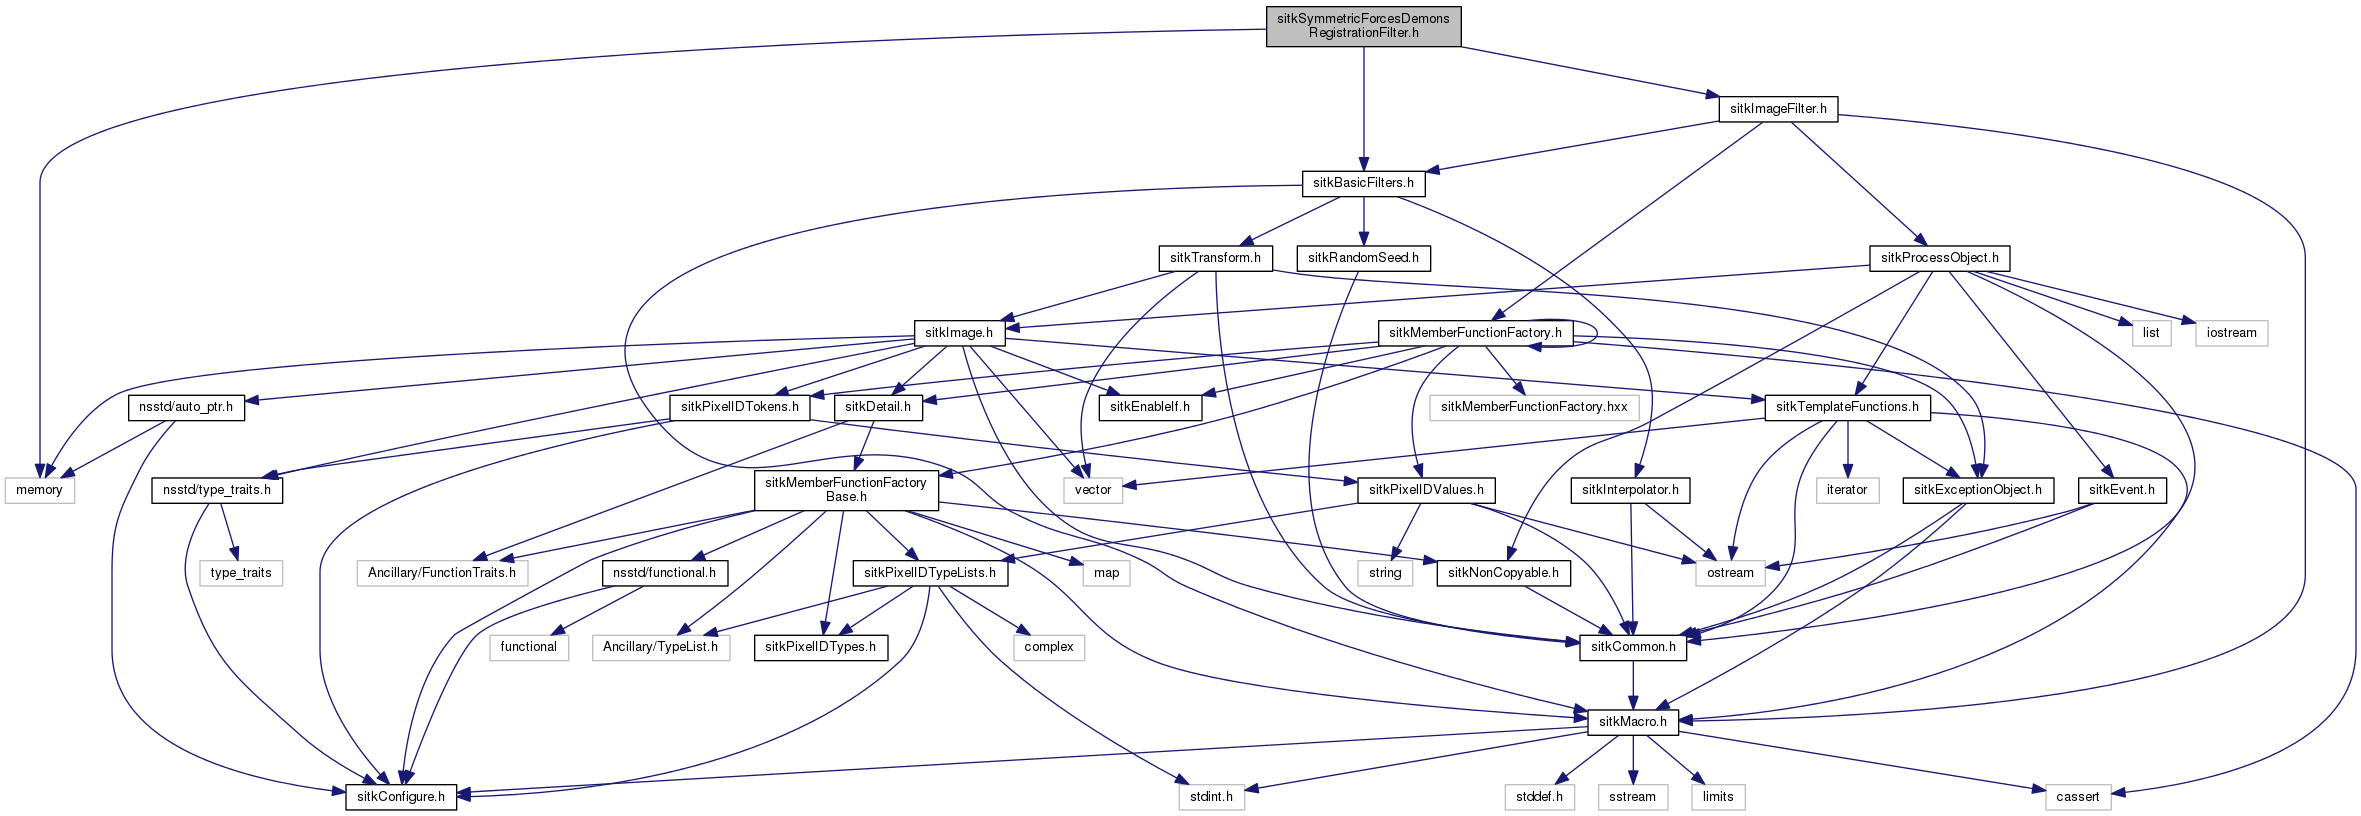 sitkSymmetricForcesDemons
RegistrationFilter.h
sitkImageFilter.h
sitkBasicFilters.h
sitkTransform.h
sitkRandomSeed.h
sitkProcessObject.h
sitkImage.h
sitkMemberFunctionFactory.h
list
iostream
nsstd/auto_ptr.h
sitkPixelIDTokens.h
sitkDetail.h
sitkEnableIf.h
sitkMemberFunctionFactory.hxx
sitkTemplateFunctions.h
memory
nsstd/type_traits.h
sitkMemberFunctionFactory
Base.h
vector
sitkPixelIDValues.h
sitkInterpolator.h
iterator
sitkExceptionObject.h
sitkEvent.h
type_traits
Ancillary/FunctionTraits.h
nsstd/functional.h
sitkPixelIDTypeLists.h
map
string
sitkNonCopyable.h
ostream
functional
Ancillary/TypeList.h
sitkPixelIDTypes.h
complex
sitkCommon.h
sitkMacro.h
sitkConfigure.h
stdint.h
stddef.h
sstream
limits
cassert